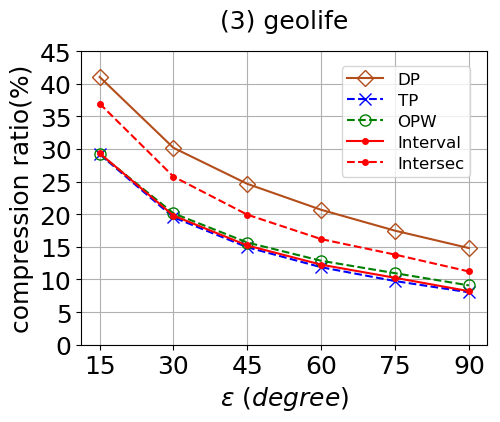 (3) geolife
compression ratio(%)
45
40
35
30
25
20
15
10
5
0
DP
TP
OPW
Interval
Intersec
15 30 45 60 75 90
ε (degree)